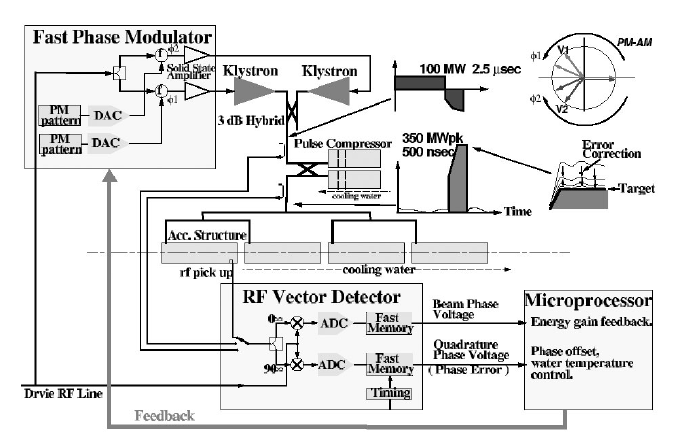 Fast Phase Modulator
ϕ2
Solid State
Amplifier
ϕ1
PM
pattern
DAC
PM
pattern
DAC
Klystron
Klystron
3 dB Hybrid
100 MW 2.5 μsec
PM-AM
ϕ1
V1
ϕ2
V2
Pulse Compressor
cooling water
350 MWpk
500 nsec
Time
Error
Correction
Target
Acc. Structure
rf pick up
cooling water
RF Vector Detector
0∞
ADC
Fast
Memory
90∞
ADC
Fast
Memory
Timing
Beam Phase
Voltage
Quadrature
Phase Voltage
( Phase Error )
Microprocessor
Energy gain feedback.
Phase offset,
water temperature
control.
Drvie RF Line
Feedback